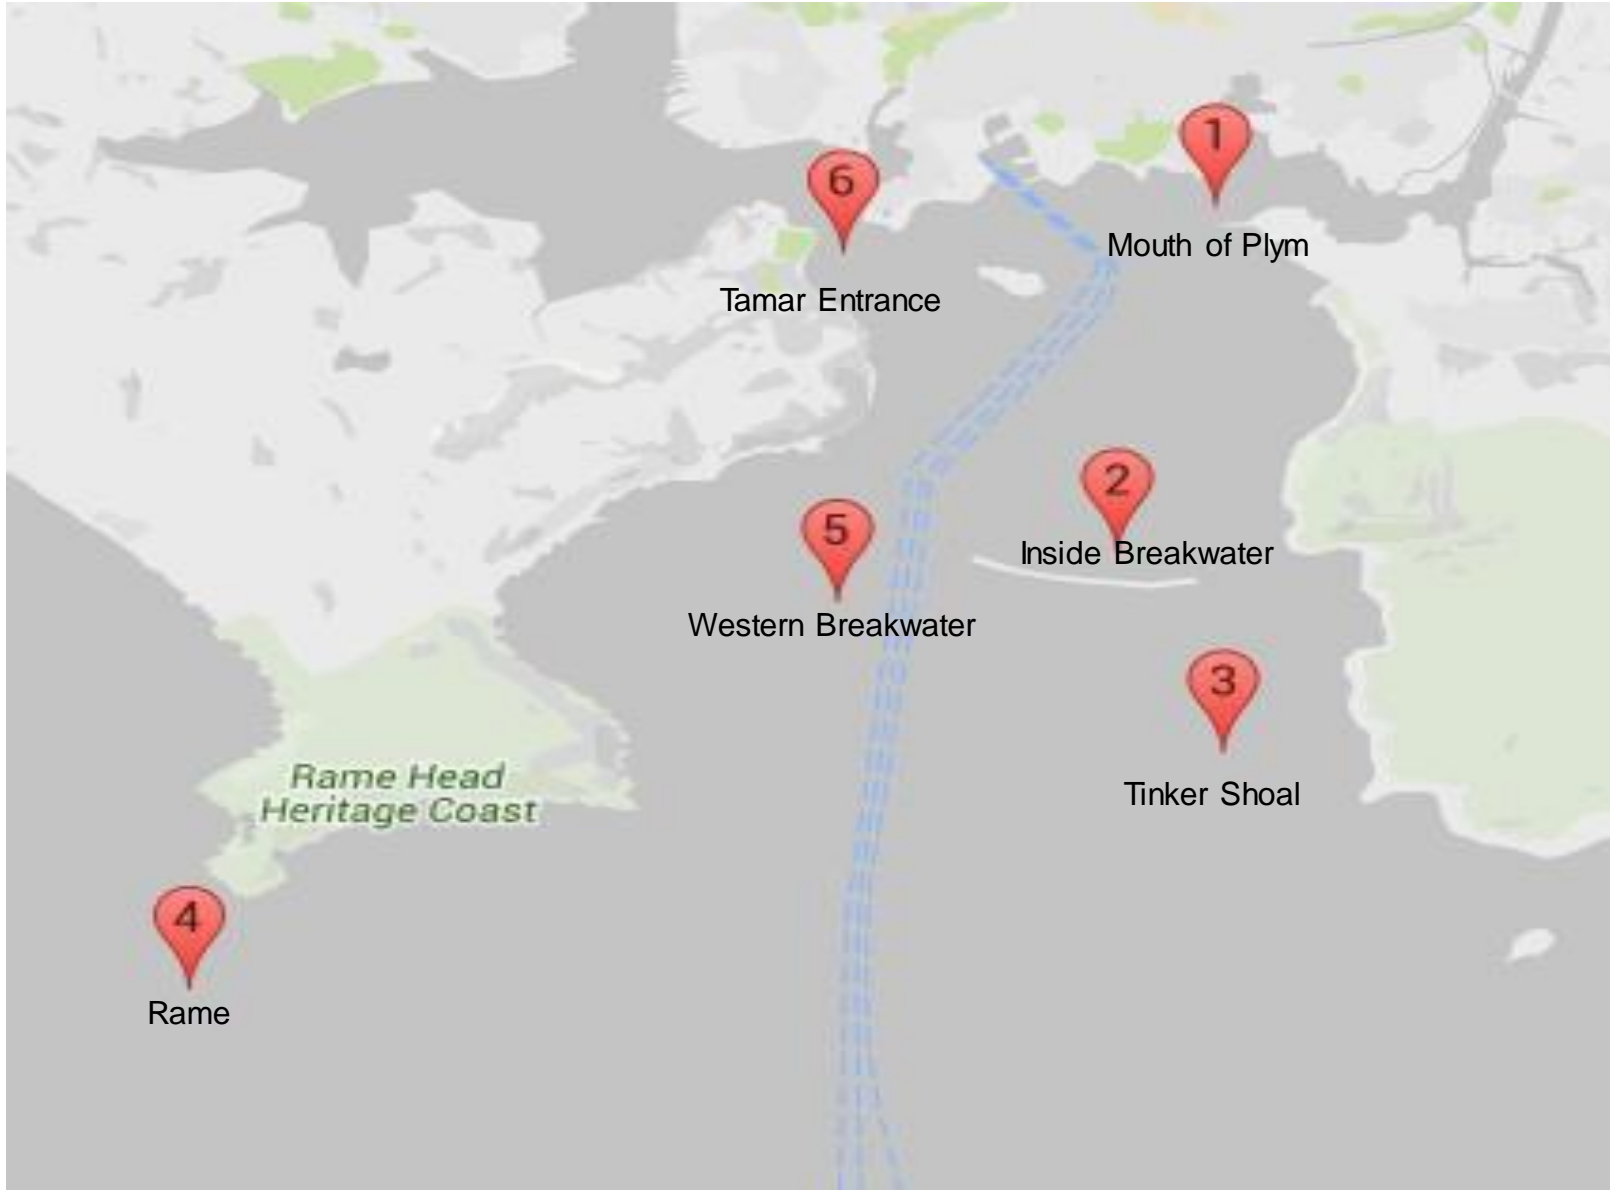 1
Mouth of Plym
6
Tamar Entrance
2
Inside Breakwater
5
Western Breakwater
3
Tinker Shoal
Rame Head
Heritage Coast
4
Rame